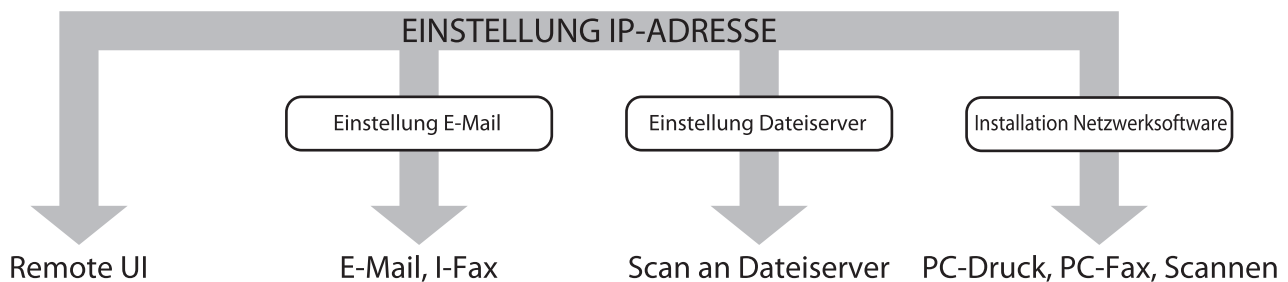 EINSTELLUNG IP-ADRESSE
Einstellung E-Mail
Einstellung Dateiserver
Installation Netzwerksoftware
Remote UI
E-Mail, I-Fax
Scan an Dateiserver
PC-Druck, PC-Fax, Scannen